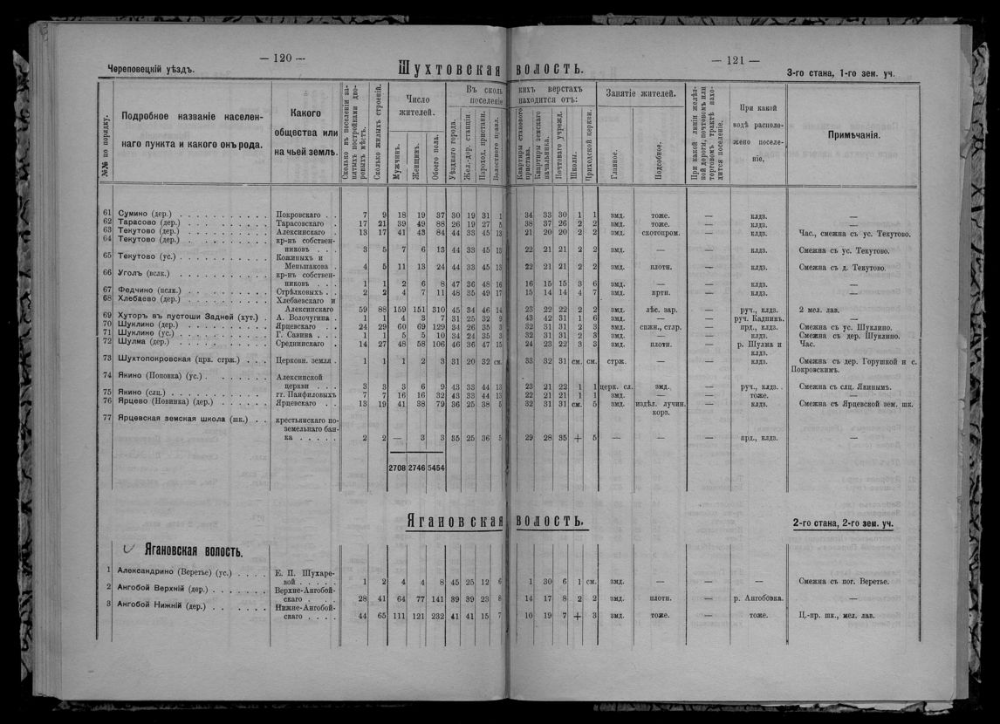 — 120 —
Череповецкій уѣздъ.
Шухтовская волость.
— 121 —
3-го стана, 1-го зем. уч.
№№ по порядку.
Подробное названіе населеннаго пункта и какого онъ рода.
Какого общества или на чьей землѣ.
Сколько въ поселеніи занятыхъ постройками дворовыхъ мѣстъ.
Сколько жилыхъ строеній.
Число жителей.
Мужчинъ.
Женщинъ.
Обоего пола.
Въ сколькихъ верстахъ поселеніе находится отъ:
Уѣзднаго города.
Жел.-дор. станціи.
Пароход. пристани.
Волостного правл.
Квартиры станового пристава.
Квартиры земскаго начальника.
Почтоваго учрежд.
Школы.
Приходской церкви.
Занятіе жителей.
Главное.
Подсобное.
При какой линіи желѣзной дороги, почтовомъ или торговомъ трактѣ находится поселеніе.
При какой водѣ расположено поселеніе.
Примѣчанія.
61 Сумино (дер.) Покровскаго 7 9 18 19 37 30 19 31 1 34 33 30 1 1 змд. тоже. — клдз. —
62 Тарасово (дер.) Тарасовскаго 17 21 39 49 88 26 19 27 5 38 37 26 2 2 змд. тоже. — клдз. —
63 Текутово (дер.) Алексинскаго 13 17 41 43 84 44 33 45 13 21 20 20 2 2 змд. скотопром. — клдз. Час., смежна съ ус. Текутово.
64 Текутово (дер.) кр-нъ собствен-
никовъ 3 5 7 6 13 44 33 45 13 22 21 21 2 2 змд. — — клдз. Смежна съ ус. Текутово.
65 Текутово (ус.) Кожиныхъ и
Меньшакова 4 5 11 13 24 44 33 45 13 22 21 21 2 2 змд. плотн. — клдз. Смежна съ д. Текутово.
66 Уголъ (вслк.) кр-нъ собствен-
никовъ 1 1 2 6 8 47 36 48 16 16 15 15 3 6 змд. — — клдз. —
67 Федчино (вслк.) Стрѣлковыхъ 2 2 4 7 11 48 35 49 17 15 14 14 4 7 змд. пртн. — клдз. —
68 Хлебаево (дер.) Хлебаевскаго и
Алексинскаго 59 88 159 151 310 45 34 46 14 23 22 22 2 2 змд. лѣс. зар. — руч., клдз. 2 мел. лав.
69 Хуторъ въ пустоши Задней (хут.) А. Волочугина 1 1 4 3 7 31 25 32 9 43 42 31 1 6 змд. — — руч. Кадникъ. —
70 Шуклино (дер.) Ярцевскаго 24 29 60 69 129 34 26 35 3 32 31 31 2 3 змд. спжн., стлр. — прд., клдз. Смежна съ ус. Шуклино.
71 Шуклино (ус.) Г. Савина 1 1 5 5 10 34 24 35 3 32 31 31 2 3 змд. — — клдз. Смежна съ дер. Шуклино.
72 Шулма (дер.) Срединскаго 14 27 48 58 106 46 36 47 15 24 23 22 3 3 змд. плотн. — р. Шулма и клдз. Час.
73 Шухтопокровская (црк. стрж.) Церковн. земля 1 1 1 2 3 31 20 32 см. 33 32 31 см. см. стрж. — — клдз. Смежна съ дер. Горушкой и с. Покровскимъ.
74 Якино (Поповка) (ус.) Алексинской
церкви 3 3 3 6 9 43 33 44 13 23 21 22 1 1 церк. сл. змд. — руч., клдз. Смежна съ слц. Якинымъ.
75 Якино (слц.) гг. Панфиловыхъ 7 7 16 16 32 43 33 44 13 22 21 21 1 1 змд. — — тоже. —
76 Ярцево (Новинка) (дер.) Ярцевскаго 13 19 41 38 79 36 25 38 5 32 31 31 см. 5 змд. издѣл. лучин. корз. — клдз. Смежна съ Ярцевской зем. шк.
77 Ярцевская земская школа (шк.) крестьянскаго по-
земельнаго бан-
ка 2 2 — 3 3 35 25 36 5 29 28 35 + 5 — — — прд., клдз. —
2708 2746 5454
Ягановская волость.
2-го стана, 2-го зем. уч.
Ягановская волость.
1 Александрино (Веретье) (ус.) Е. П. Шухаре-
вой 1 2 4 4 8 45 25 12 6 1 30 6 1 см. змд. — — — Смежна съ пог. Веретье.
2 Ангобой Верхній (дер.) Верхне-Ангобой-
скаго 28 41 64 77 141 39 39 23 8 14 17 8 2 2 змд. плотн. — р. Ангобовка. —
3 Ангобой Нижній (дер.) Нижне-Ангобой-
скаго 44 65 111 121 232 41 41 15 7 10 19 7 + 3 змд. тоже. — тоже. Ц.-пр. шк., мел. лав.